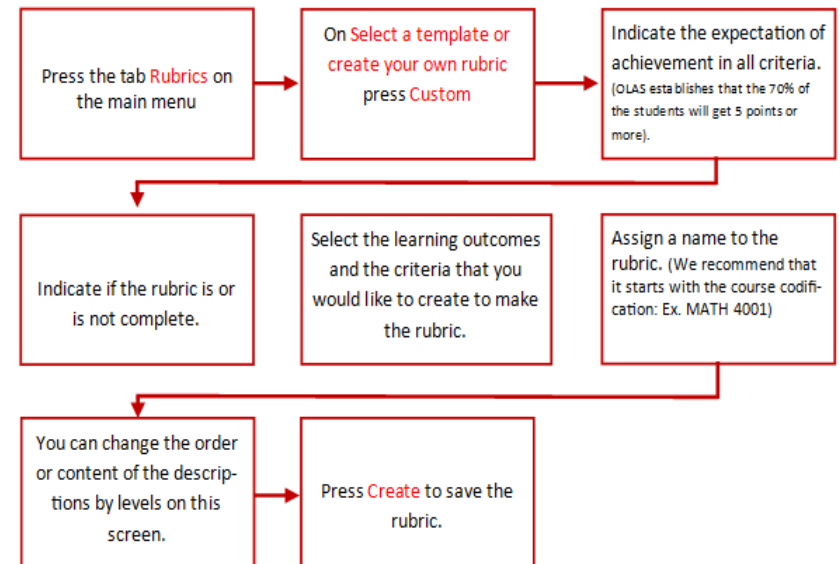 Press the tab Rubrics on
the main menu
On Select a template or
create your own rubric
press Custom
Indicate the expectation of
achievement in all criteria.
(OLAS establishes that the 70% of
the students will get 5 points or
more).
Indicate if the rubric is or
is not complete.
Select the learning outcomes
and the criteria that you
would like to create to make
the rubric.
Assign a name to the
rubric. (We recommend that
it starts with the course codifi-
cation: Ex. MATH 4001)
You can change the order
or content of the descrip-
tions by levels on this
screen.
Press Create to save the
rubric.